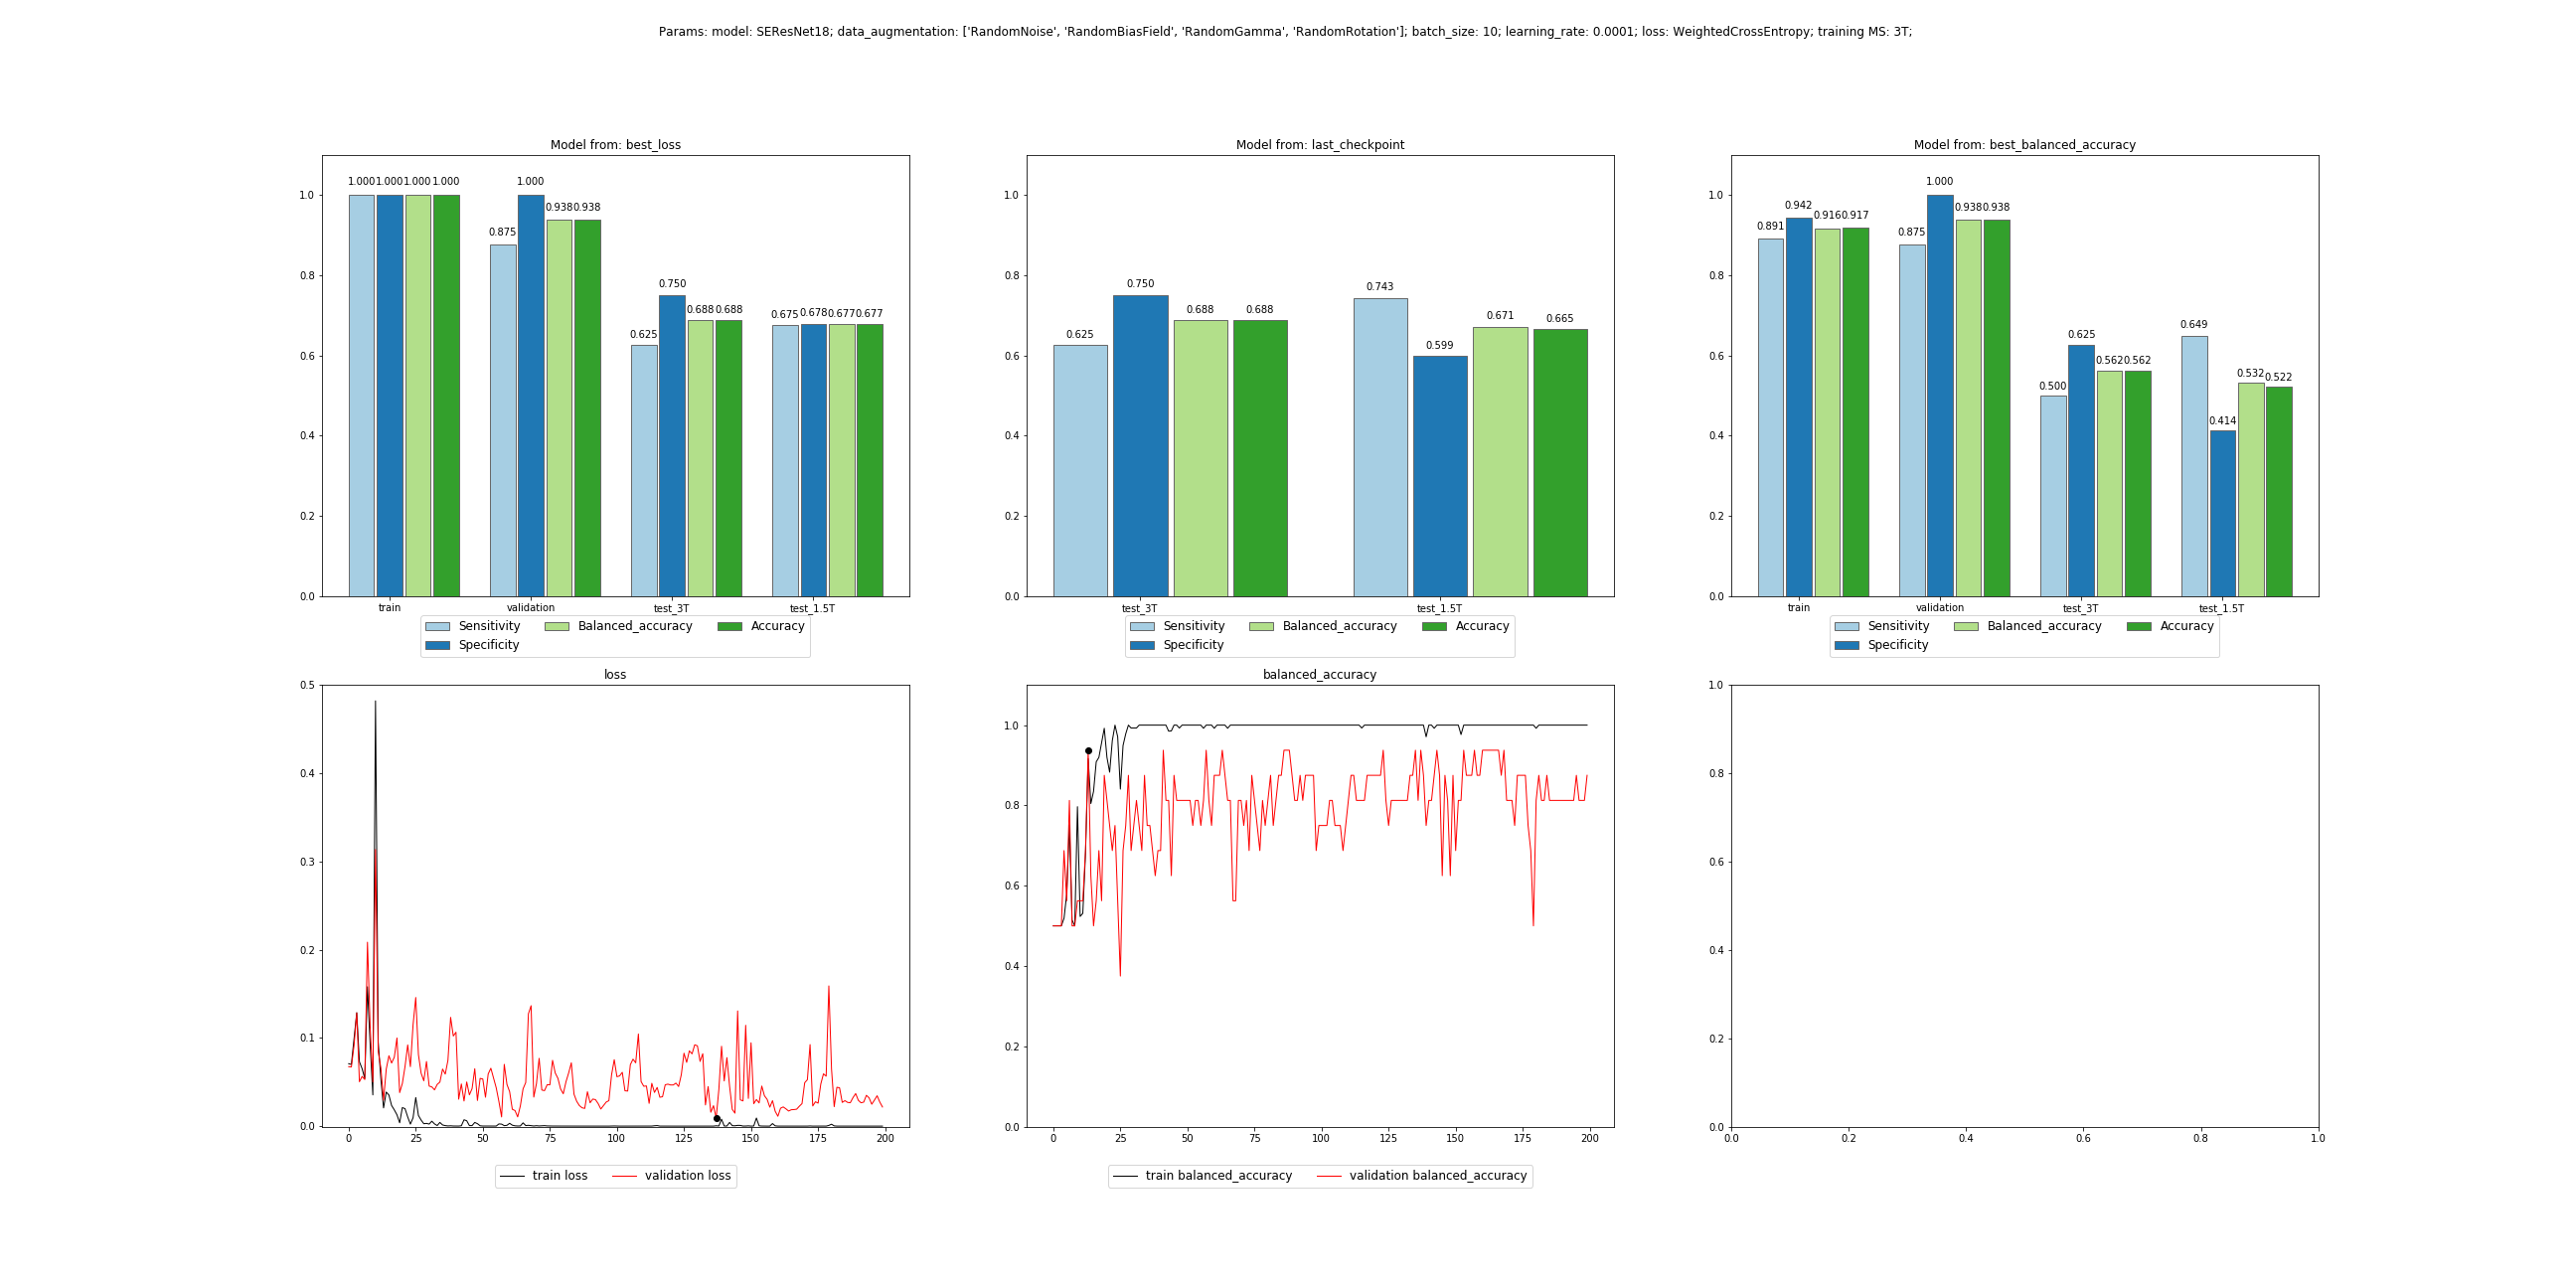 Params: model: SEResNet18; data_augmentation: ['RandomNoise', 'RandomBiasField', 'RandomGamma', 'RandomRotation']; batch_size: 10; learning_rate: 0.0001; loss: WeightedCrossEntropy; training MS: 3T;
Model from: best_loss
1.000 1.000 1.000 1.000
0.875 1.000 0.938 0.938
0.625 0.750 0.688 0.688
0.675 0.678 0.677 0.677
1.0
0.8
0.6
0.4
0.2
0.0
train validation test_3T test_1.5T
Sensitivity Balanced_accuracy Accuracy
Specificity
Model from: last_checkpoint
0.625 0.750 0.688 0.688
0.743 0.599 0.671 0.665
1.0
0.8
0.6
0.4
0.2
0.0
test_3T test_1.5T
Sensitivity Balanced_accuracy Accuracy
Specificity
Model from: best_balanced_accuracy
0.891 0.942 0.916 0.917
0.875 1.000 0.938 0.938
0.500 0.625 0.562 0.562
0.649 0.414 0.532 0.522
1.0
0.8
0.6
0.4
0.2
0.0
train validation test_3T test_1.5T
Sensitivity Balanced_accuracy Accuracy
Specificity
loss
0.5
0.4
0.3
0.2
0.1
0.0
0 25 50 75 100 125 150 175 200
train loss validation loss
balanced_accuracy
1.0
0.8
0.6
0.4
0.2
0.0
0 25 50 75 100 125 150 175 200
train balanced_accuracy validation balanced_accuracy
1.0
0.8
0.6
0.4
0.2
0.0
0.0 0.2 0.4 0.6 0.8 1.0